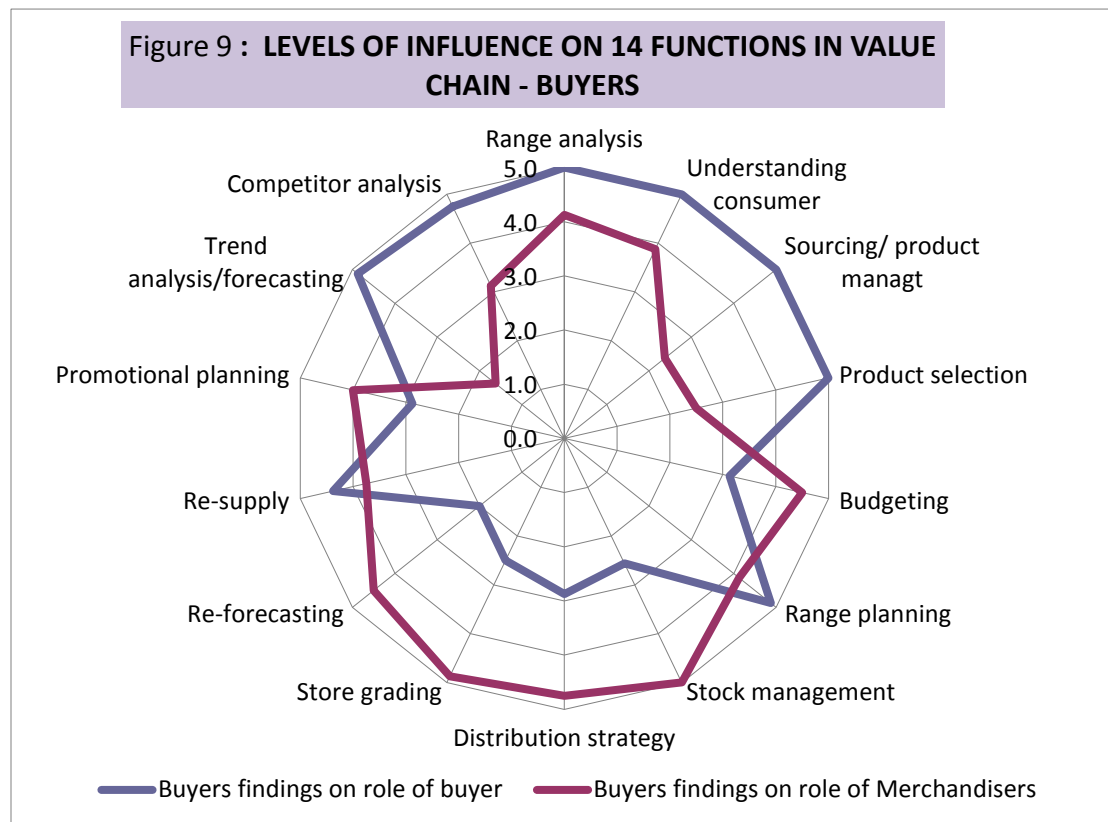 Figure 9 : LEVELS OF INFLUENCE ON 14 FUNCTIONS IN VALUE
CHAIN - BUYERS
Range analysis
Understanding
consumer
Sourcing/ product
managt
Product selection
Budgeting
Range planning
Stock management
Distribution strategy
Store grading
Re-forecasting
Re-supply
Promotional planning
Trend
analysis/forecasting
Competitor analysis
5.0
4.0
3.0
2.0
1.0
0.0
Buyers findings on role of buyer
Buyers findings on role of Merchandisers